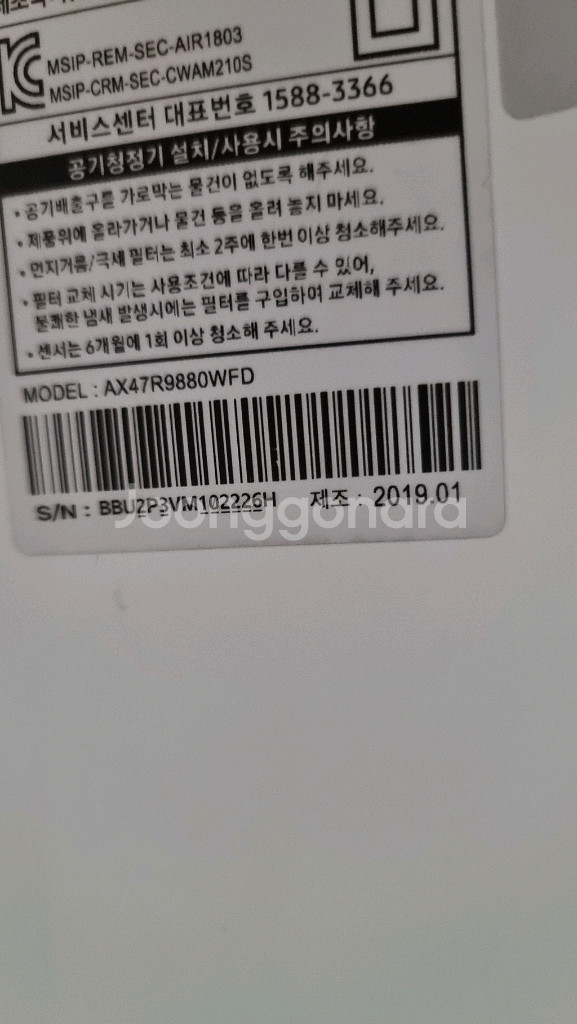 MSIP-REM-SEC-AIR1803
MSIP-CRM-SEC-CWAM210S
서비스센터 대표번호 1588-3366
공기청정기 설치/사용시 주의사항
• 공기배출구를 가로막는 물건이 없도록 해주세요.
• 제품위에 올라가거나 물건 등을 올려 놓지 마세요.
• 먼지거름/극세 필터는 최소 2주에 한번 이상 청소해주세요.
• 필터 교체 시기는 사용조건에 따라 다를 수 있어,
불쾌한 냄새 발생시에는 필터를 구입하여 교체해 주세요.
• 센서는 6개월에 1회 이상 청소해 주세요.
MODEL : AX47R9880WFD
S/N : BBU2P3VM102226H 제조 : 2019.01
Joonggonara